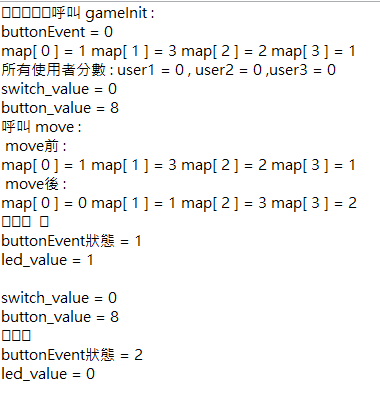 呼叫 gameInit :
buttonEvent = 0
map[ 0 ] = 1 map[ 1 ] = 3 map[ 2 ] = 2 map[ 3 ] = 1
所有使用者分數 : user1 = 0 , user2 = 0 ,user3 = 0
switch_value = 0
button_value = 8
呼叫 move :
move前 :
map[ 0 ] = 1 map[ 1 ] = 3 map[ 2 ] = 2 map[ 3 ] = 1
move後 :
map[ 0 ] = 0 map[ 1 ] = 1 map[ 2 ] = 3 map[ 3 ] = 2
buttonEvent狀態 = 1
led_value = 1
switch_value = 0
button_value = 8
buttonEvent狀態 = 2
led_value = 0